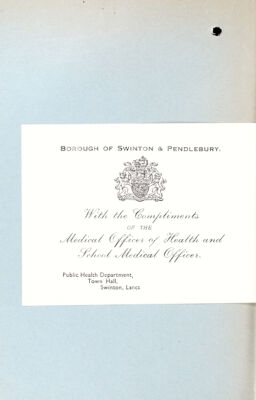 Borough of Swinton & Pendlebury.
With the Compliments
OF THE
Medical Officer of Health and
School Medical Officer.
Public Health Department,
Town Hall,
Swinton, Lancs